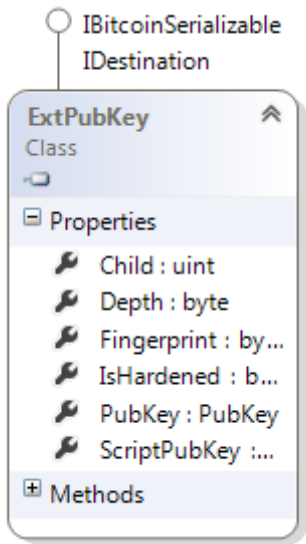 IBitcoinSerializable
IDestination
ExtPubKey
Class
Properties
Child : uint
Depth : byte
Fingerprint : by...
IsHardened : b...
PubKey : PubKey
ScriptPubKey :...
Methods